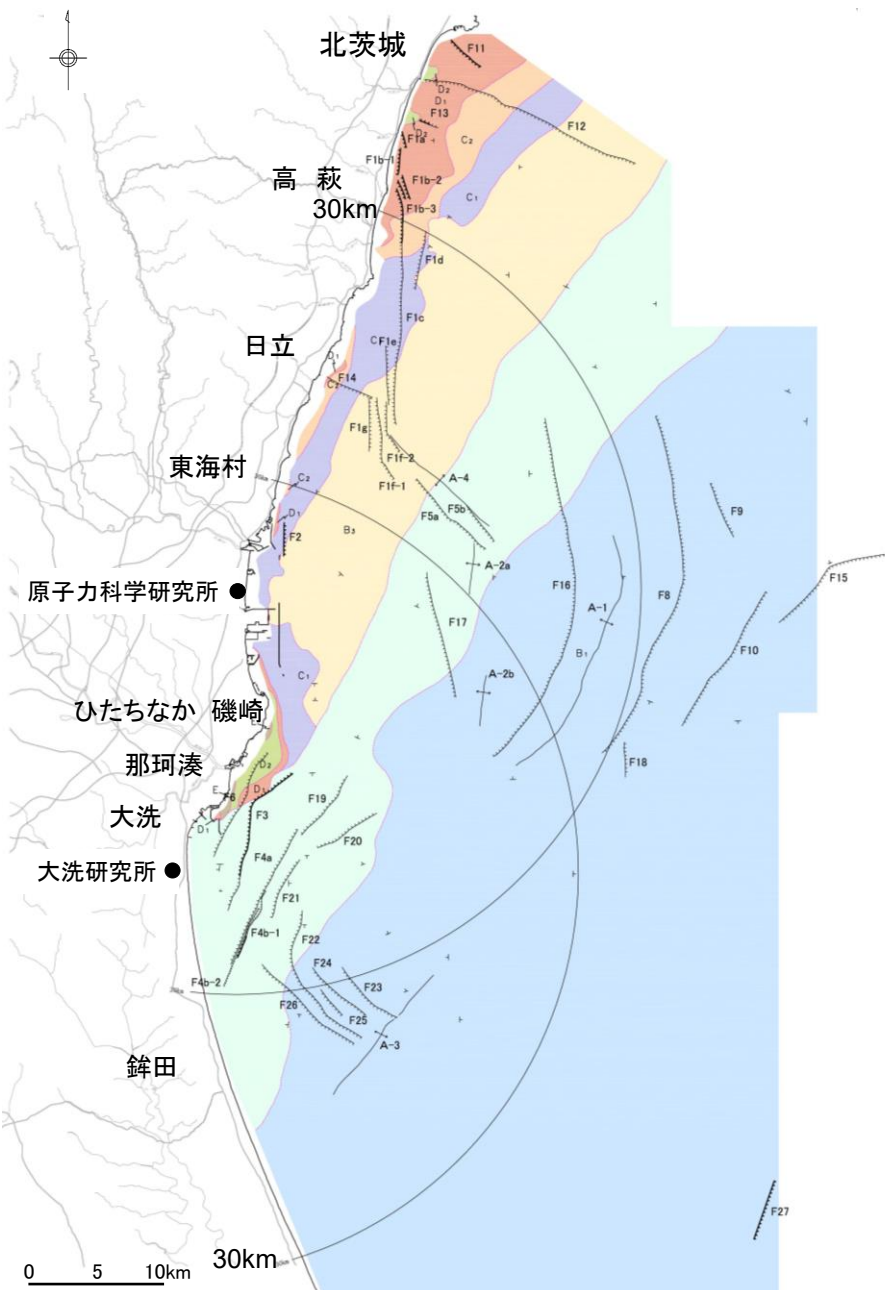 北茨城
F11
D₂
D₁
F13
D₂
F1a
F12
C₂
F1b-1
高 萩
F1b-2
C₁
30km
F1b-3
F1d
F1c
日立
D₁
C
F1e
F14
C₂
F1g
F1f-2
東海村
30km
A-4
F1f-1
C₂
F9
D₁
F5a
F5b
F2
B₃
A-2a
F15
原子力科学研究所
F16
F8
A-1
F17
F10
B₁
C₁
A-2b
ひたちなか 磯崎
那珂湊
D₂
F18
E
F6
D₁
F19
大洗
F3
D₁
F20
F4a
大洗研究所
F21
F4b-1
F22
F24
F4b-2
30km
F23
F26
F25
A-3
鉾田
F27
30km
30km
0 5 10km